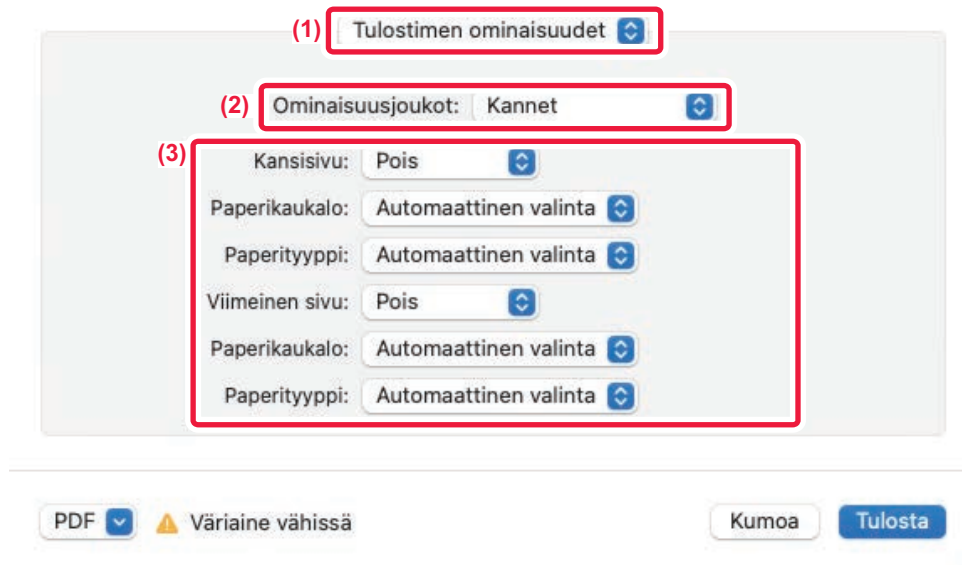 (1) Tulostimen ominaisuudet
(2) Ominaisuusjoukot: Kannet
(3) Kansisivu: Pois
Paperikaukalo: Automaattinen valinta
Paperityyppi: Automaattinen valinta
Viimeinen sivu: Pois
Paperikaukalo: Automaattinen valinta
Paperityyppi: Automaattinen valinta
PDF Väriaine vähissä Kumoa Tulosta